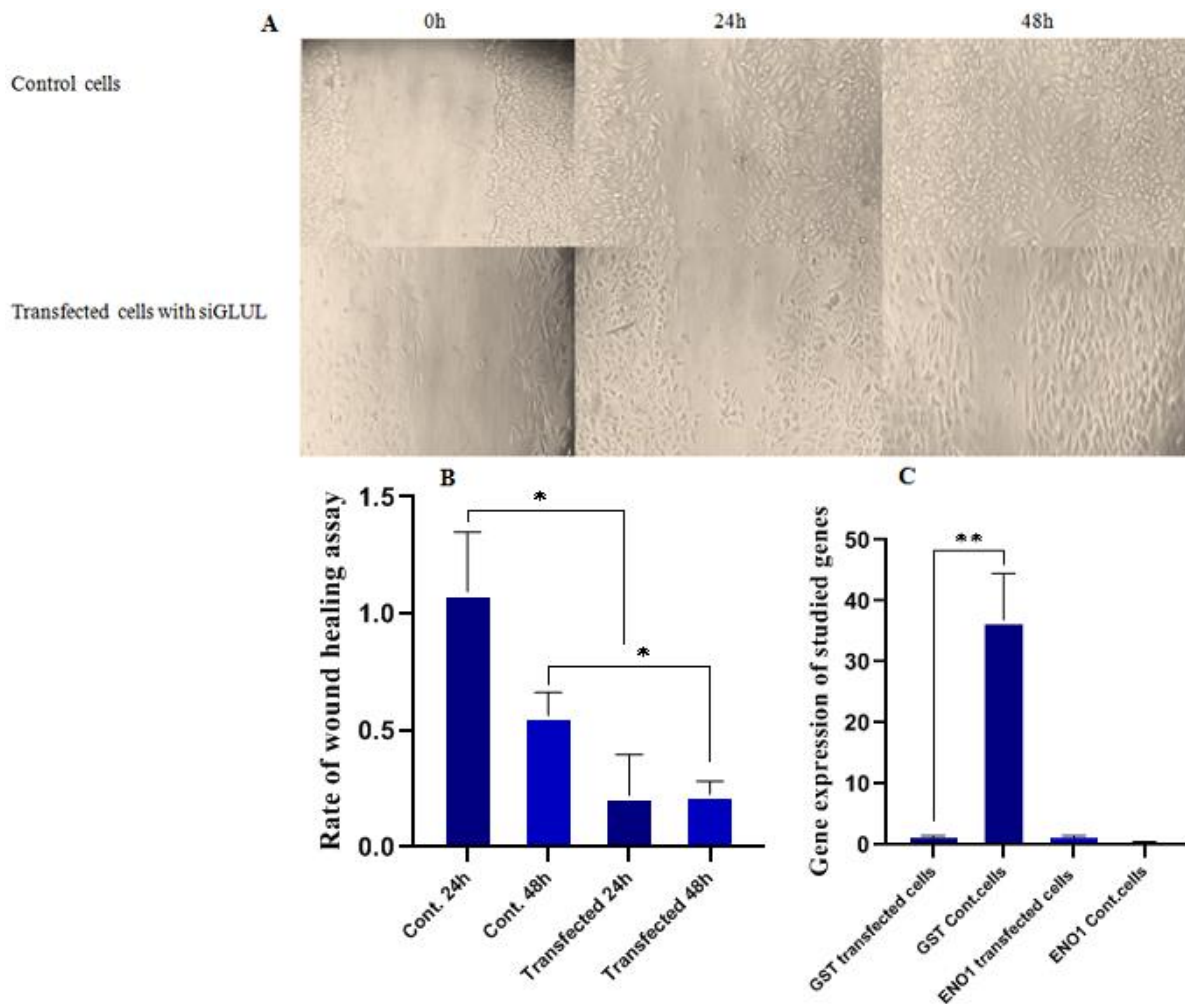 A
0h 24h 48h
Control cells
Transfected cells with siGLUL
B
Rate of wound healing assay
1.5
1.0
0.5
0.0
*
*
Cont. 24h
Cont. 48h
Transfected 24h
Transfected 48h
C
Gene expression of studied genes
50
40
30
20
10
0
**
GST transfected cells
GST Cont.cells
ENO1 transfected cells
ENO1 Cont.cells